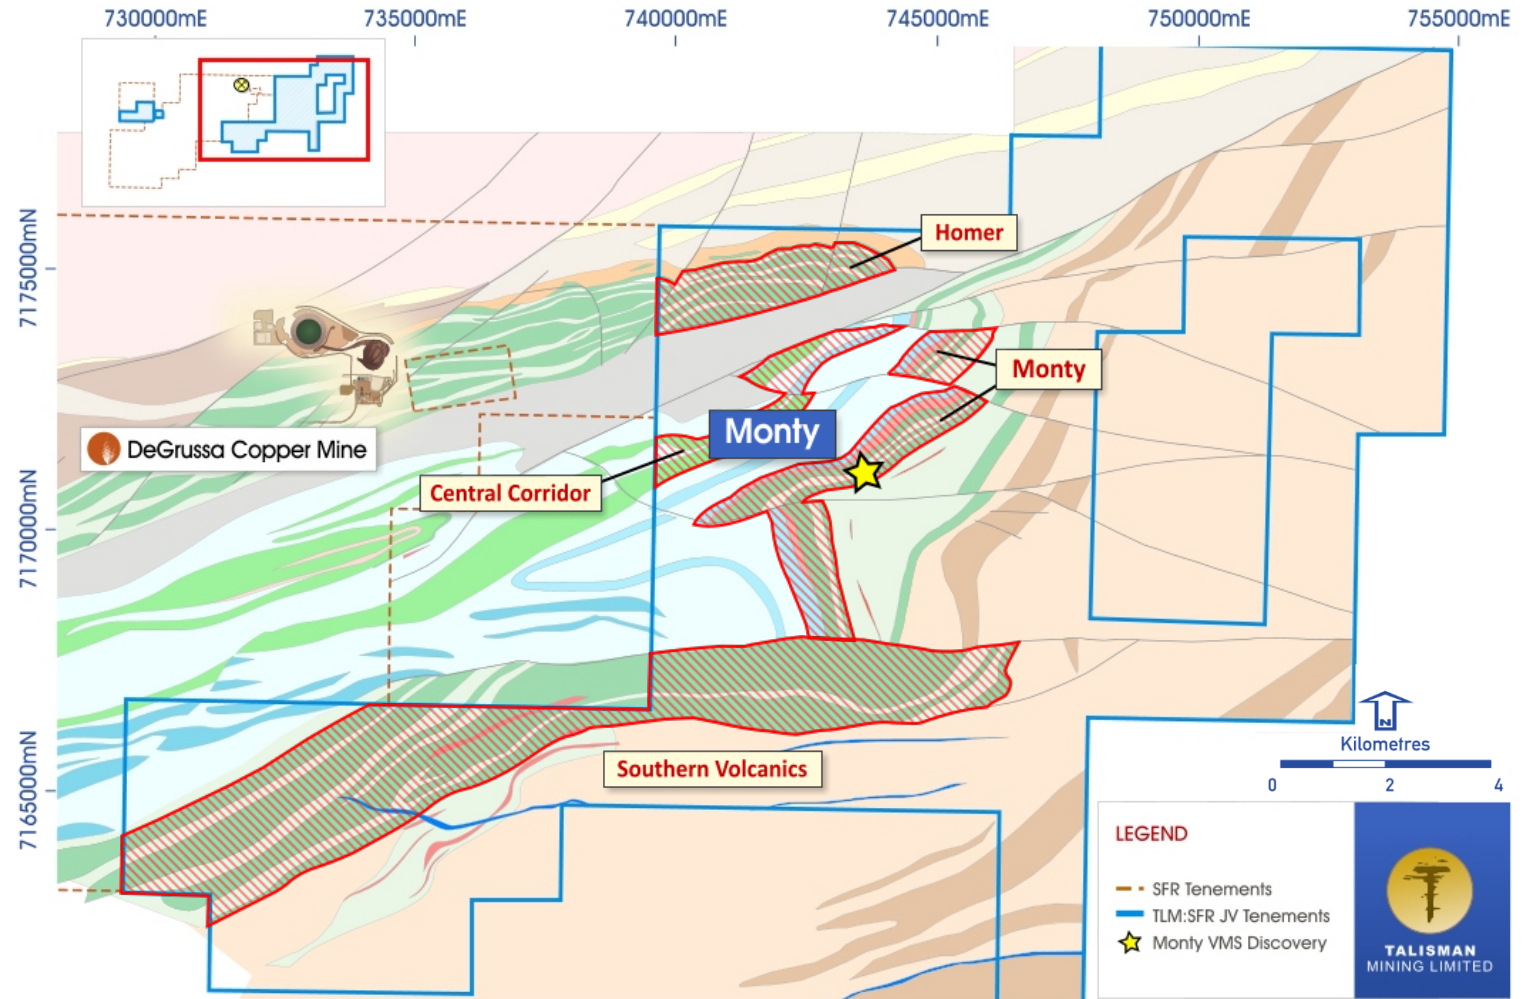 730000mE
735000mE
740000mE
745000mE
750000mE
755000mE
7175000mN
7170000mN
7165000mN
Homer
Monty
Monty
DeGrussa Copper Mine
Central Corridor
Southern Volcanics
N
Kilometres
0 2 4
LEGEND
SFR Tenements
TLM:SFR JV Tenements
Monty VMS Discovery
TALISMAN
MINING LIMITED